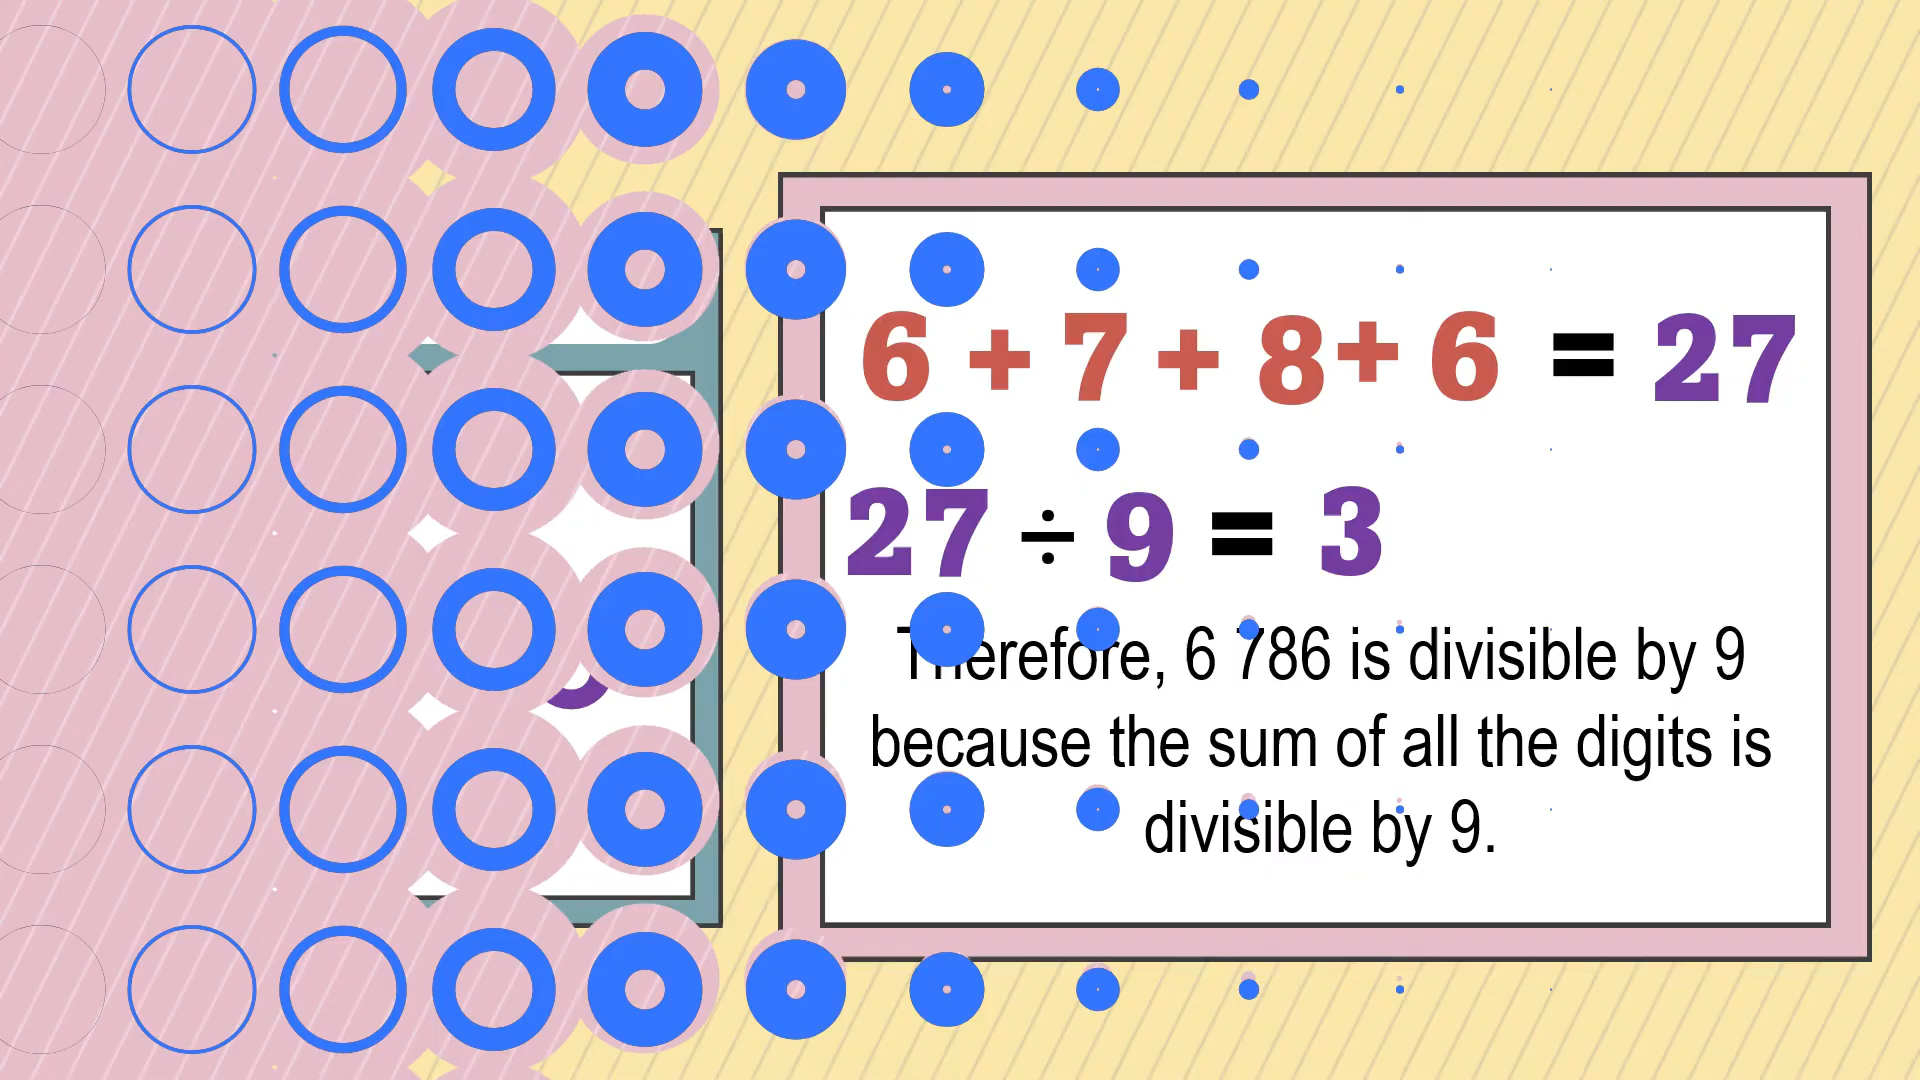 6 + 7 + 8 + 6 = 27
27 ÷ 9 = 3
Therefore, 6 786 is divisible by 9
because the sum of all the digits is
divisible by 9.